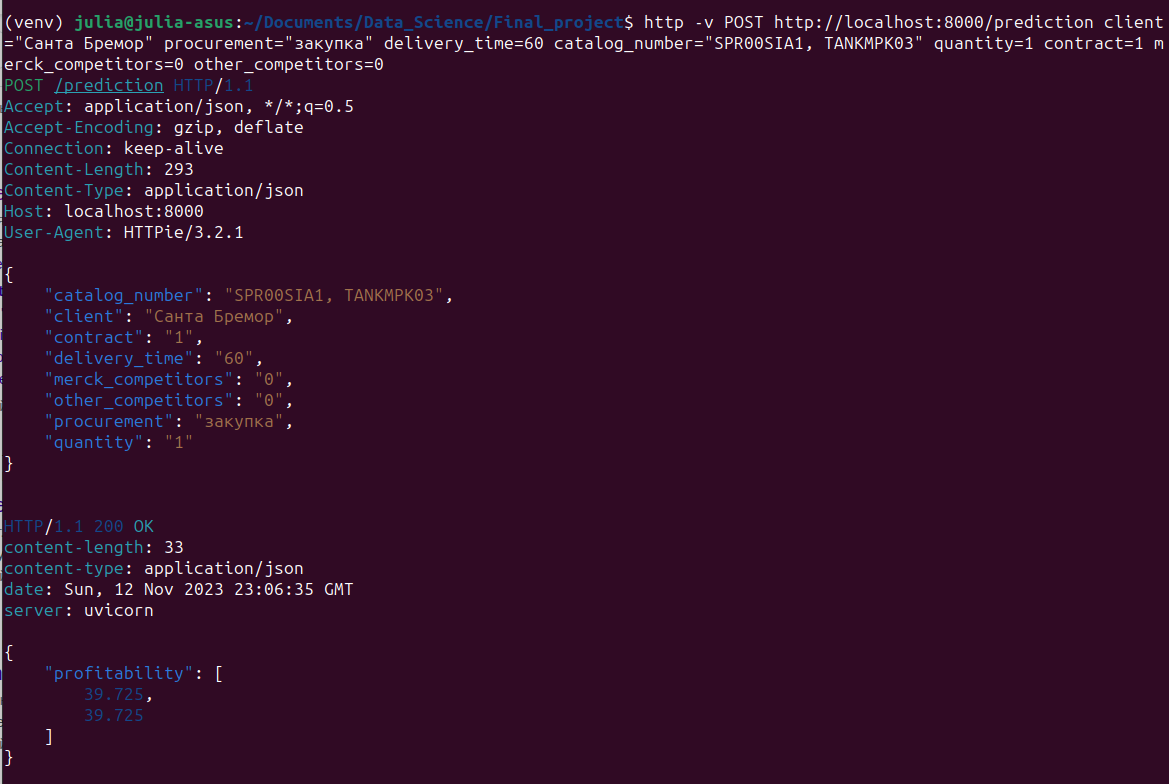 (venv) julia@julia-asus:~/Documents/Data_Science/Final_project$ http -v POST http://localhost:8000/prediction client
="Санта Бремор" procurement="закупка" delivery_time=60 catalog_number="SPR00SIA1, TANKMPK03" quantity=1 contract=1 m
erck_competitors=0 other_competitors=0
POST /prediction HTTP/1.1
Accept: application/json, */*;q=0.5
Accept-Encoding: gzip, deflate
Connection: keep-alive
Content-Length: 293
Content-Type: application/json
Host: localhost:8000
User-Agent: HTTPie/3.2.1

{
    "catalog_number": "SPR00SIA1, TANKMPK03",
    "client": "Санта Бремор",
    "contract": "1",
    "delivery_time": "60",
    "merck_competitors": "0",
    "other_competitors": "0",
    "procurement": "закупка",
    "quantity": "1"
}

HTTP/1.1 200 OK
content-length: 33
content-type: application/json
date: Sun, 12 Nov 2023 23:06:35 GMT
server: uvicorn

{
    "profitability": [
        39.725,
        39.725
    ]
}